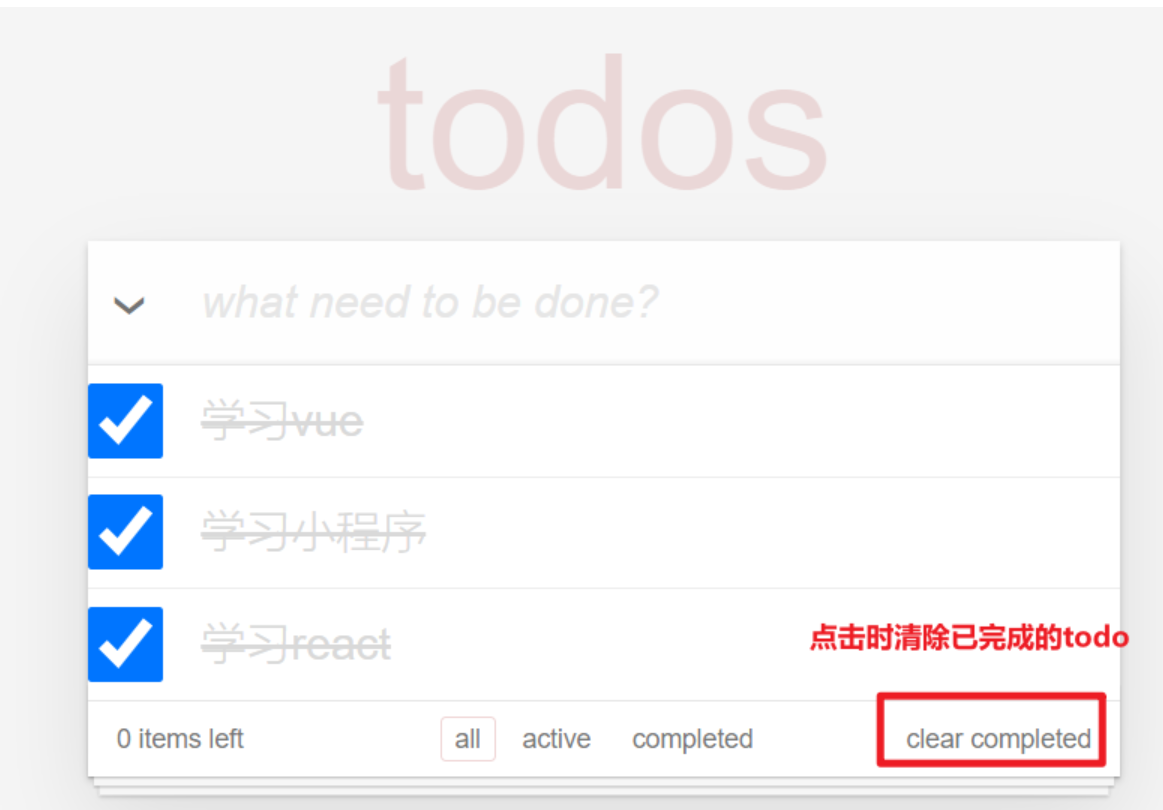 todos
what need to be done?
学习vue
学习小程序
学习react
点击时清除已完成的todo
0 items left all active completed clear completed